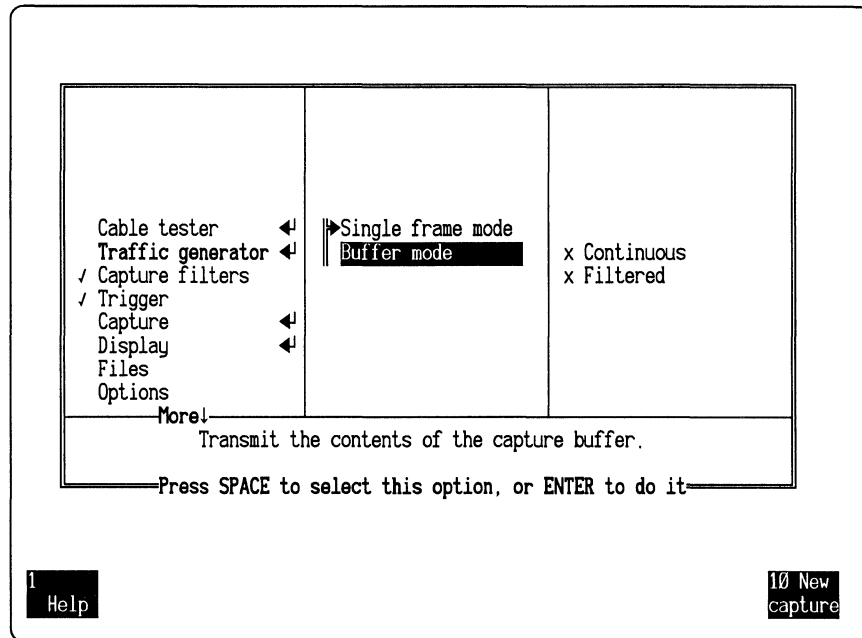 Cable tester ◄┘
Traffic generator ◄┘
√ Capture filters
√ Trigger
Capture ◄┘
Display ◄┘
Files
Options
More↓
Single frame mode
Buffer mode
x Continuous
x Filtered
Transmit the contents of the capture buffer.
Press SPACE to select this option, or ENTER to do it
1
Help
10 New
capture